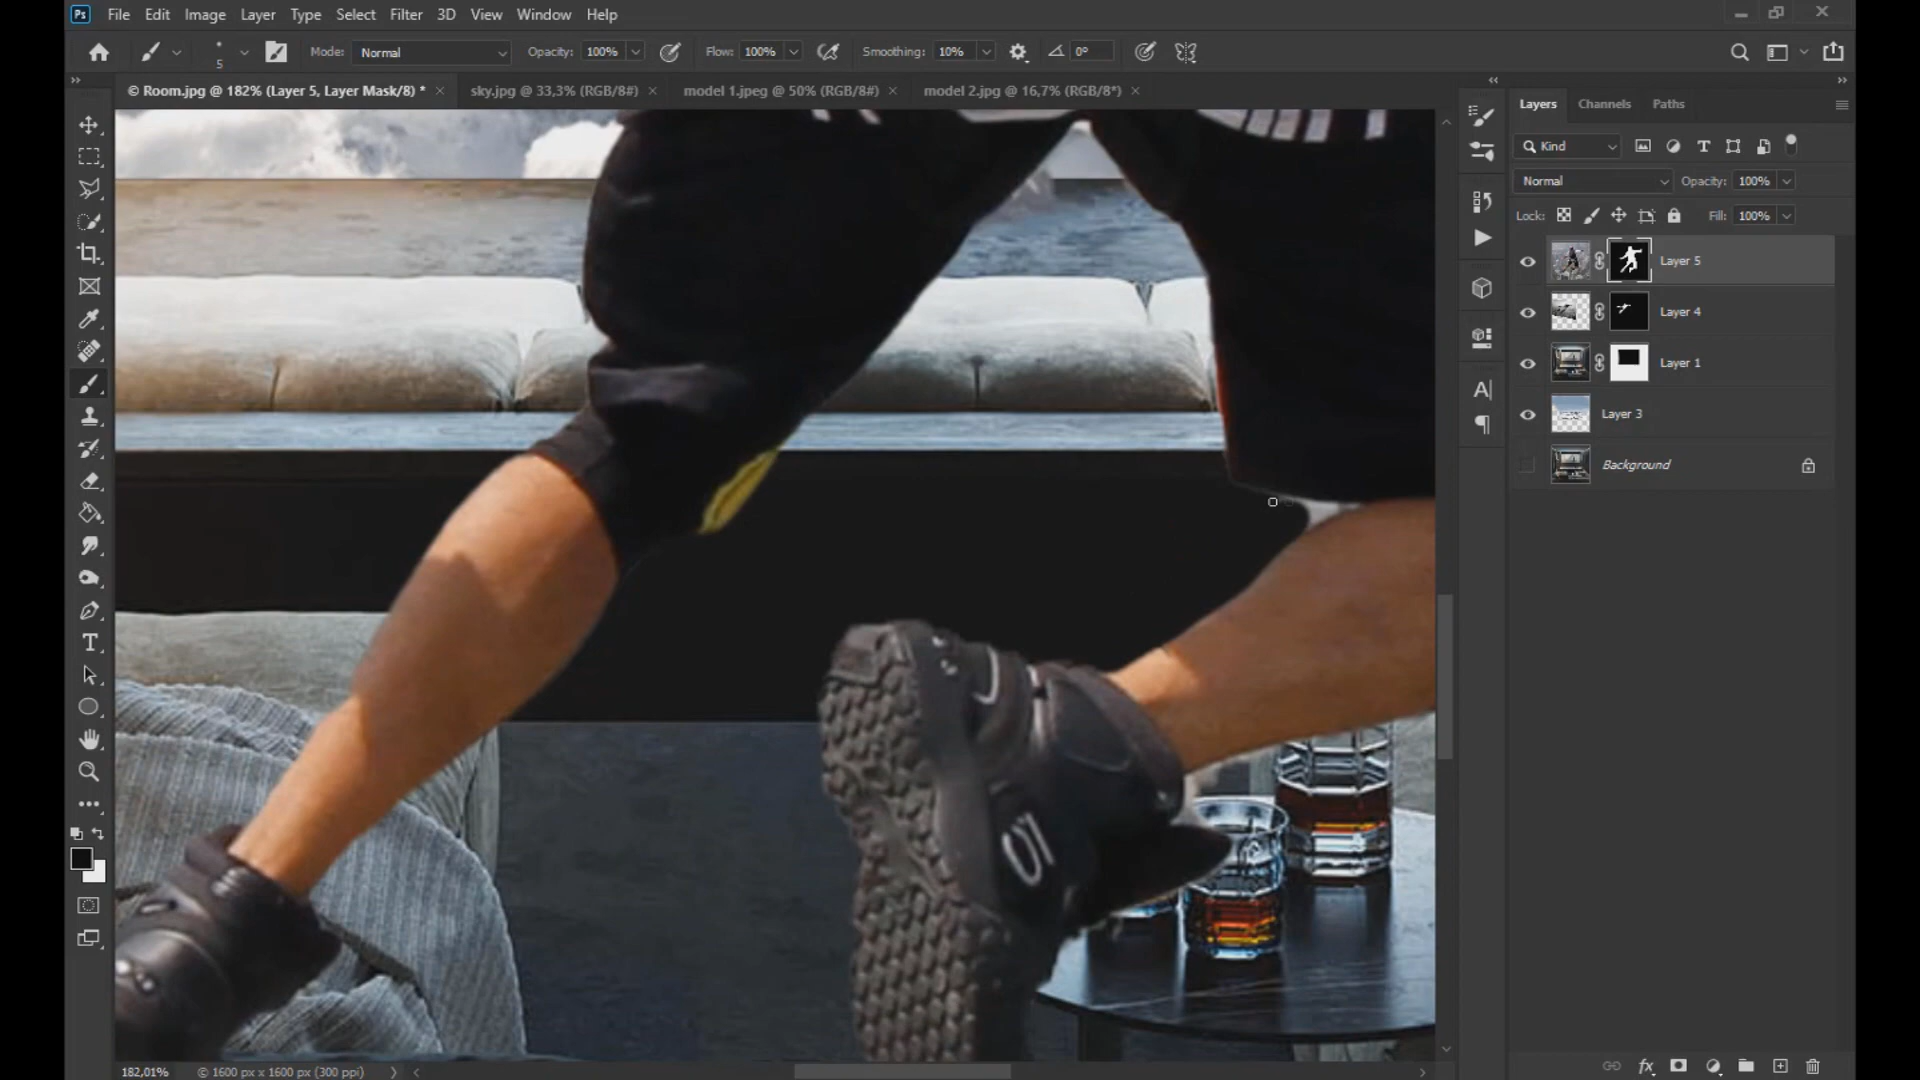 Ps File Edit Image Layer Type Select Filter 3D View Window Help
5 Mode: Normal Opacity: 100% Flow: 100% Smoothing: 10% 0°
© Room.jpg @ 182% (Layer 5, Layer Mask/8) * sky.jpg @ 33,3% (RGB/8#) model 1.jpeg @ 50% (RGB/8#) model 2.jpg @ 16,7% (RGB/8*)
Layers Channels Paths
Kind
Normal Opacity: 100%
Lock: Fill: 100%
Layer 5
Layer 4
Layer 1
Layer 3
Background
182,01% © 1600 px x 1600 px (300 ppi)